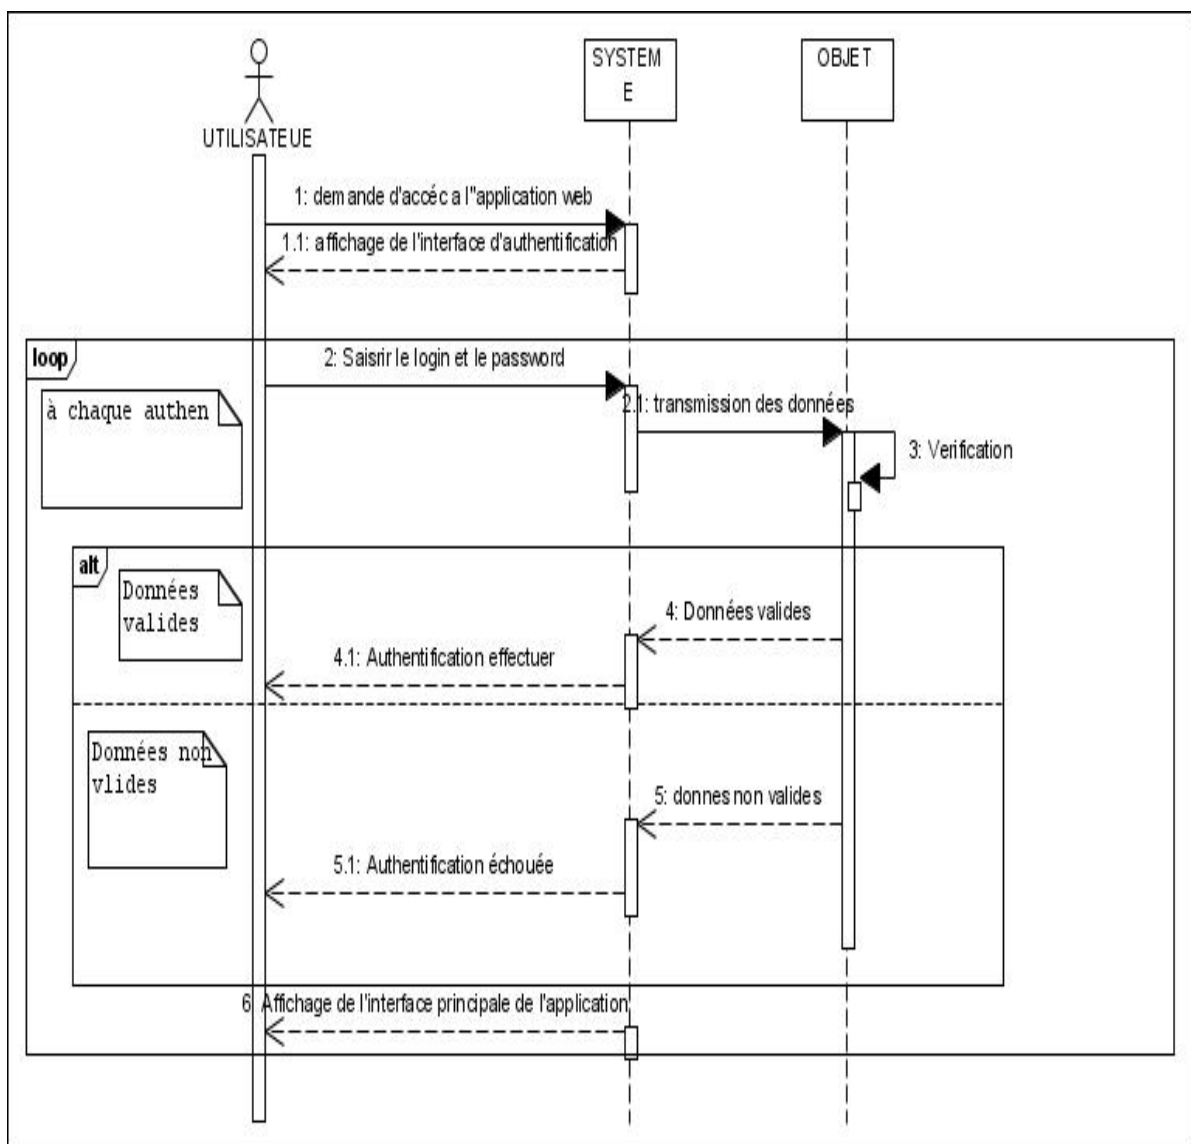 UTILISATEUE
SYSTEM
E
OBJET
1: demande d'accéc a l''application web
1.1: affichage de l'interface d'authentification
loop
2: Saisrir le login et le password
à chaque authen
2.1: transmission des données
3: Verification
alt
Données
valides
4: Données valides
4.1: Authentification effectuer
Données non
vlides
5: donnes non valides
5.1: Authentification échouée
6: Affichage de l'interface principale de l'application